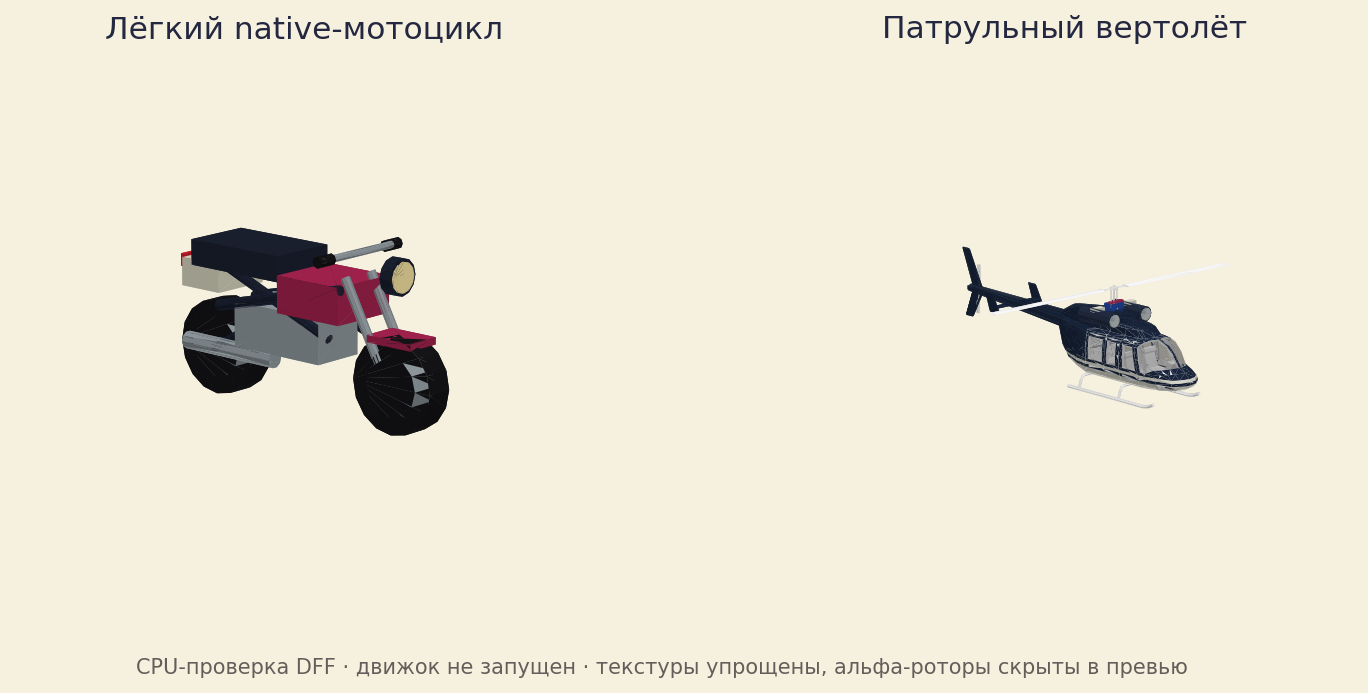 Лёгкий native-мотоцикл
Патрульный вертолёт
CPU-проверка DFF · движок не запущен · текстуры упрощены, альфа-роторы скрыты в превью